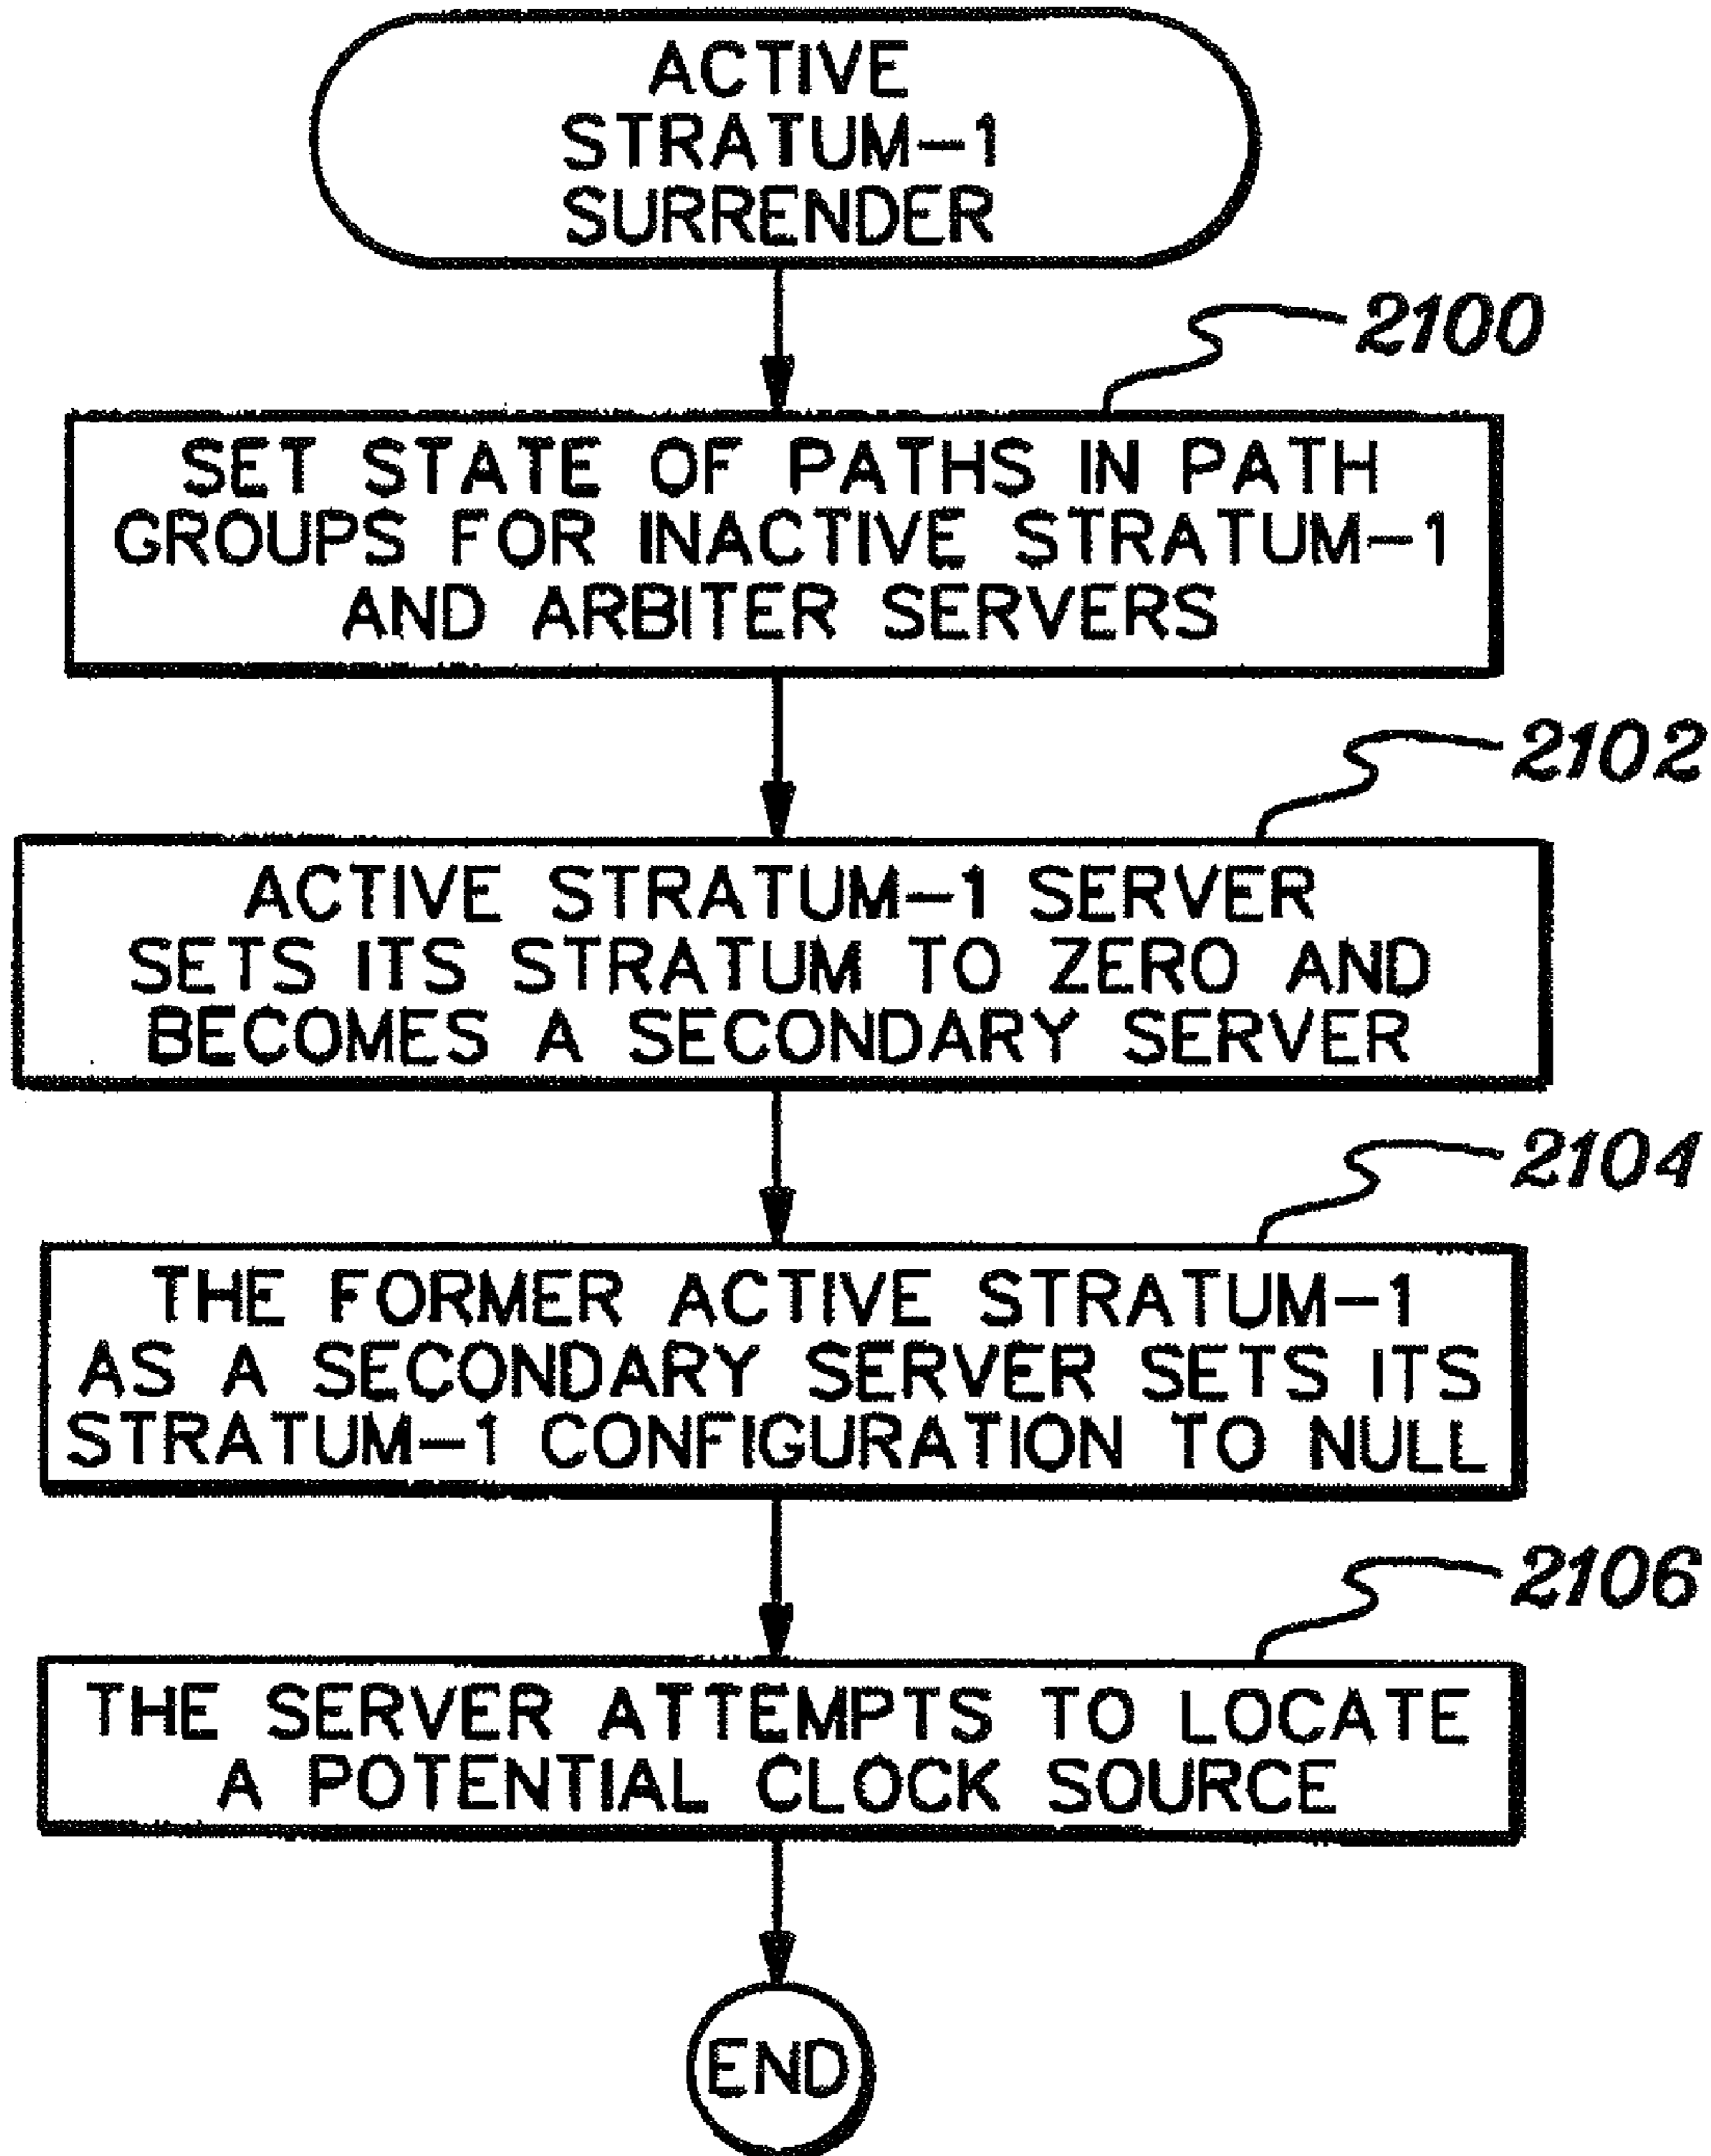 ACTIVE
STRATUM-1
SURRENDER
2100
SET STATE OF PATHS IN PATH
GROUPS FOR INACTIVE STRATUM-1
AND ARBITER SERVERS
2102
ACTIVE STRATUM-1 SERVER
SETS ITS STRATUM TO ZERO AND
BECOMES A SECONDARY SERVER
2104
THE FORMER ACTIVE STRATUM-1
AS A SECONDARY SERVER SETS ITS
STRATUM-1 CONFIGURATION TO NULL
2106
THE SERVER ATTEMPTS TO LOCATE
A POTENTIAL CLOCK SOURCE
END